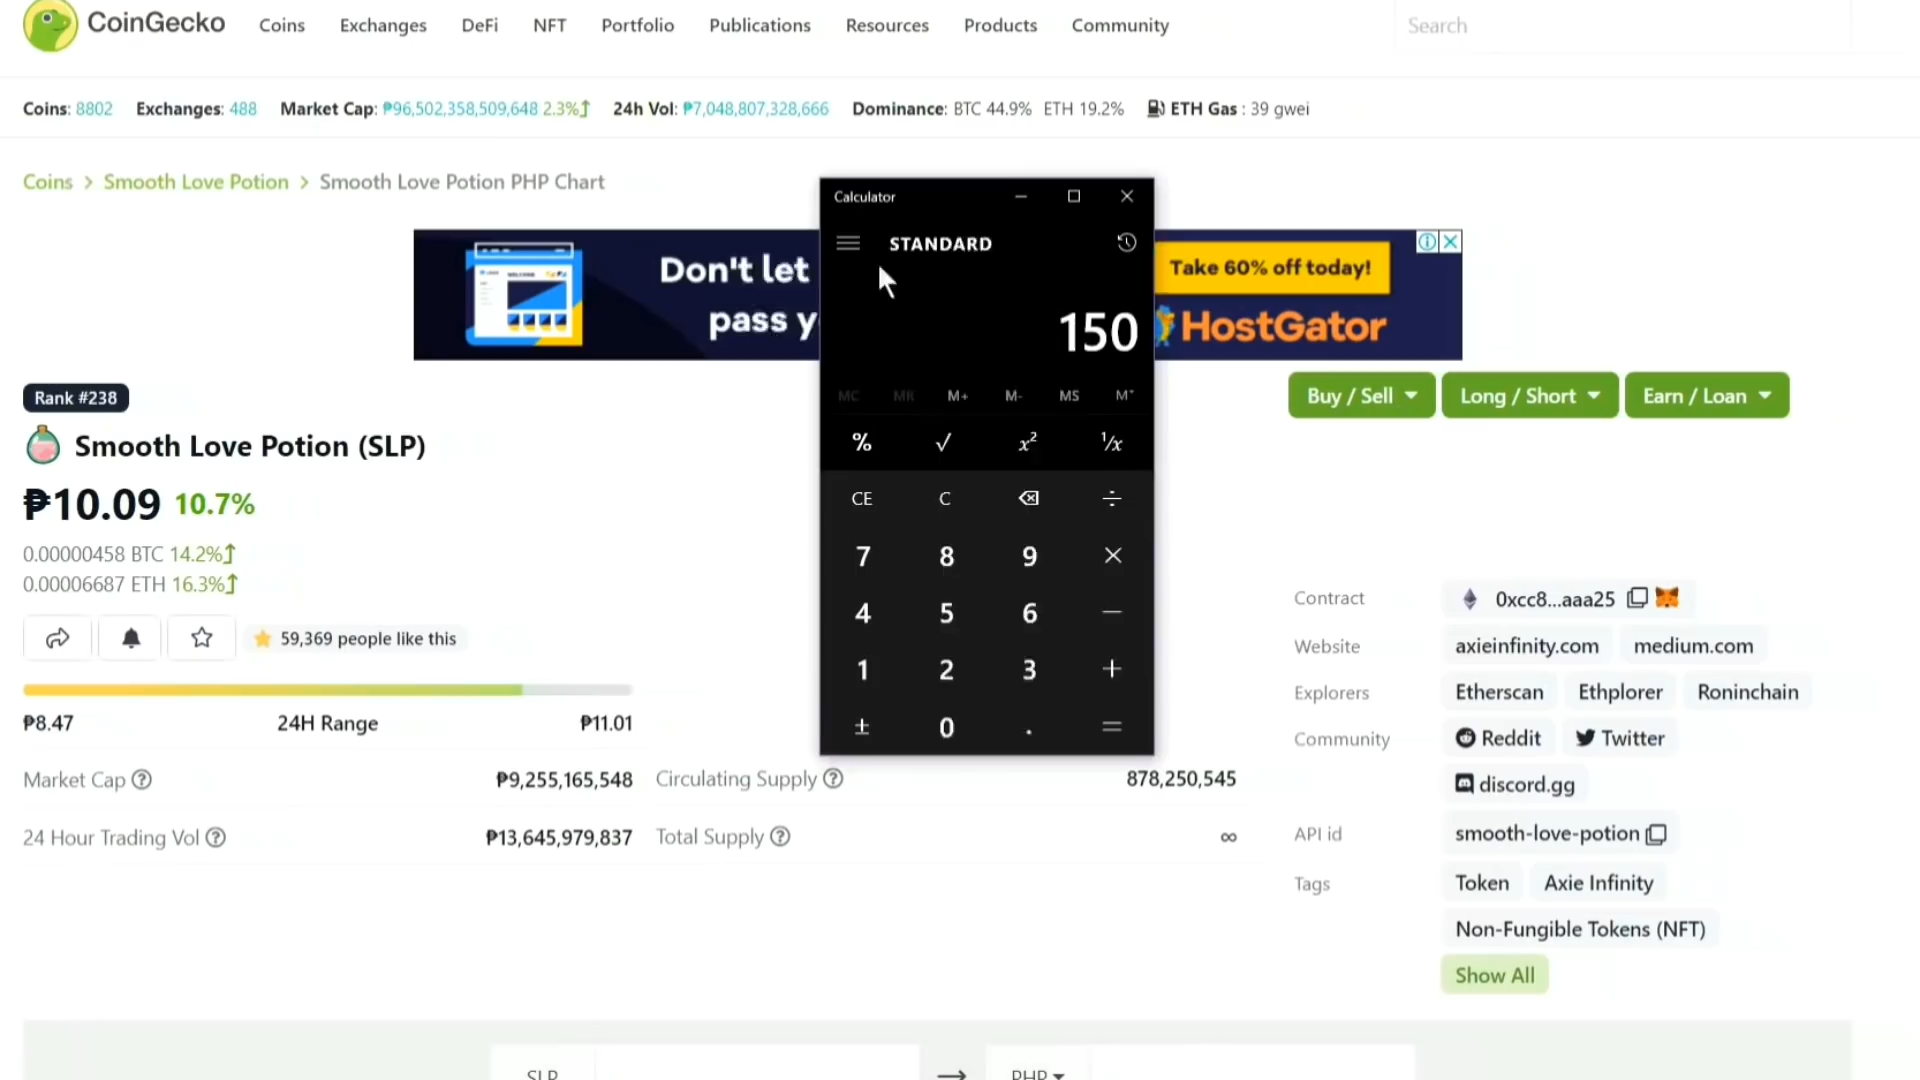 CoinGecko Coins Exchanges DeFi NFT Portfolio Publications Resources Products Community Search
Coins: 8802 Exchanges: 488 Market Cap: ₱96,502,358,509,648 2.3% 24h Vol: ₱7,048,807,328,666 Dominance: BTC 44.9% ETH 19.2% ETH Gas : 39 gwei
Coins > Smooth Love Potion > Smooth Love Potion PHP Chart
Calculator
STANDARD
150
MC MR M+ M- MS M˅
% √ x² ¹/x
CE C ÷
7 8 9 ×
4 5 6 −
1 2 3 +
± 0 . =
Don't let
pass y
Take 60% off today!
HostGator
Rank #238
Smooth Love Potion (SLP)
₱10.09 10.7%
0.00000458 BTC 14.2%
0.00006687 ETH 16.3%
59,369 people like this
₱8.47 24H Range ₱11.01
Market Cap ? ₱9,255,165,548 Circulating Supply ? 878,250,545
24 Hour Trading Vol ? ₱13,645,979,837 Total Supply ? ∞
Buy / Sell Long / Short Earn / Loan
Contract 0xcc8...aaa25
Website axieinfinity.com medium.com
Explorers Etherscan Ethplorer Roninchain
Community Reddit Twitter
discord.gg
API id smooth-love-potion
Tags Token Axie Infinity
Non-Fungible Tokens (NFT)
Show All
SLP → PHP